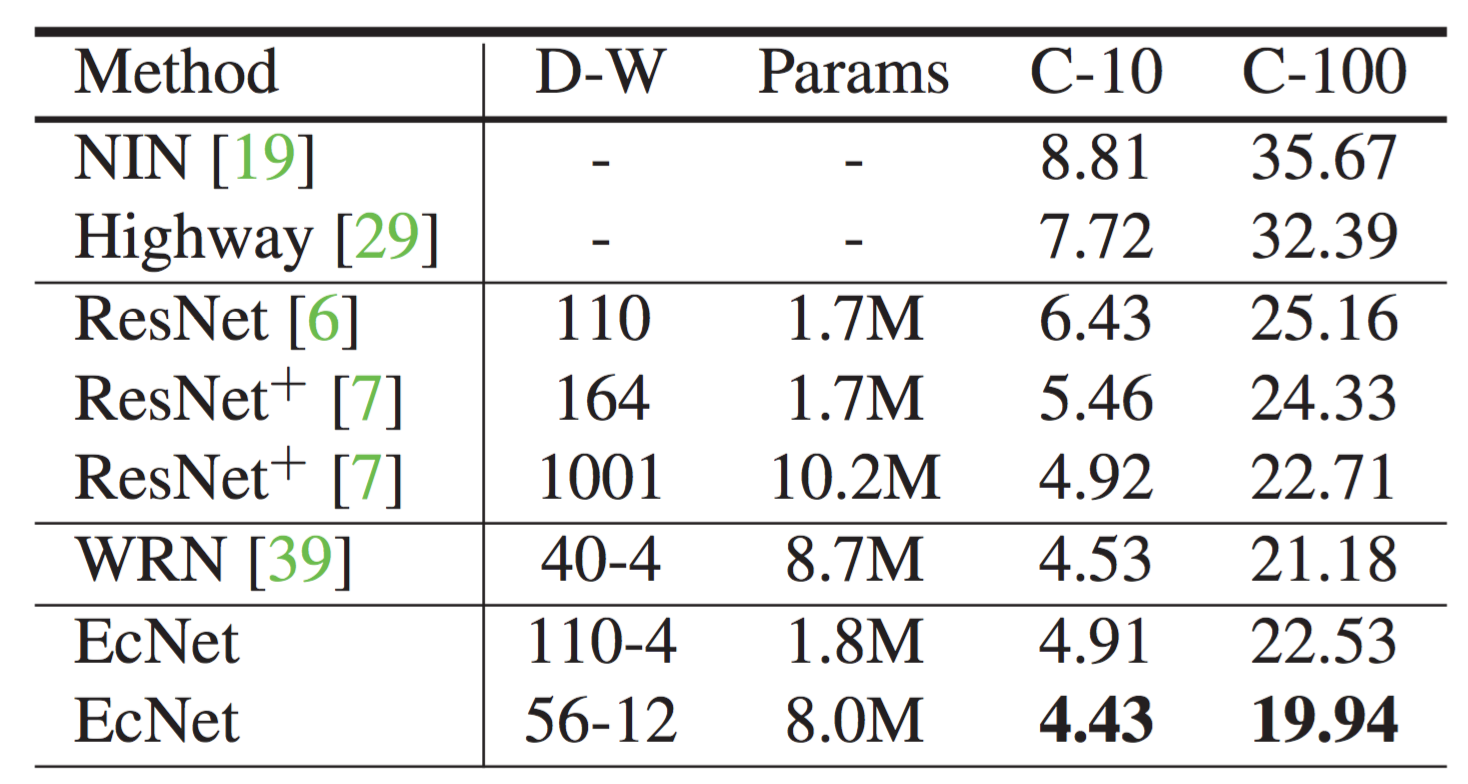 Method D-W Params C-10 C-100
NIN [19] - - 8.81 35.67
Highway [29] - - 7.72 32.39
ResNet [6] 110 1.7M 6.43 25.16
ResNet+ [7] 164 1.7M 5.46 24.33
ResNet+ [7] 1001 10.2M 4.92 22.71
WRN [39] 40-4 8.7M 4.53 21.18
EcNet 110-4 1.8M 4.91 22.53
EcNet 56-12 8.0M 4.43 19.94